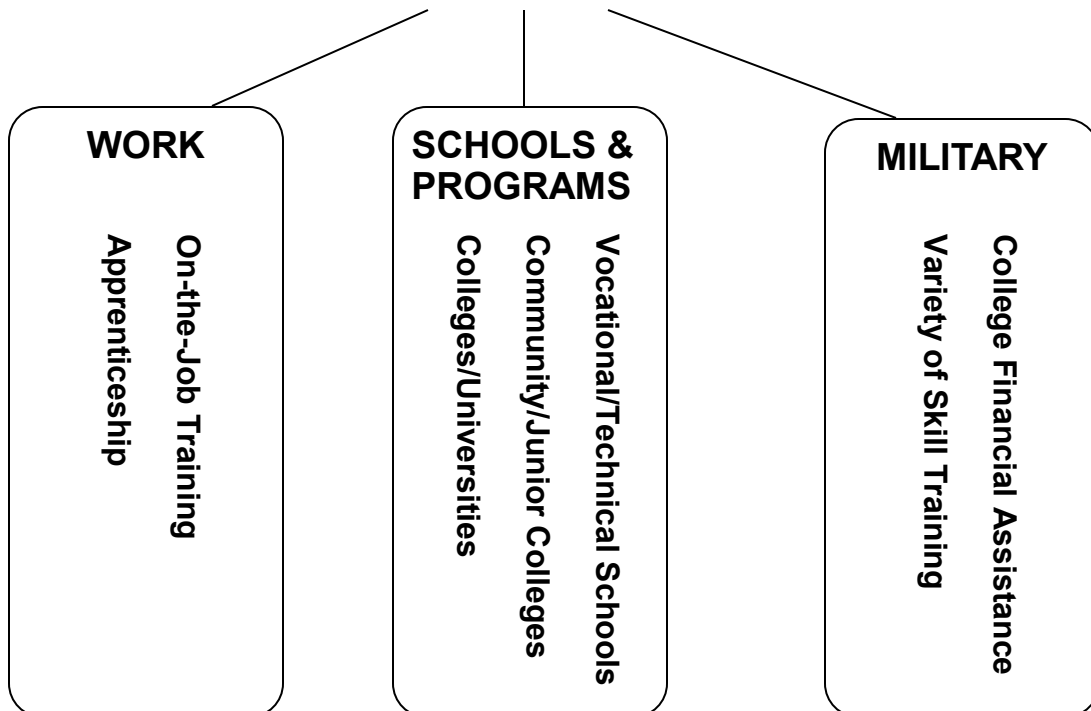 WORK
On-the-Job Training
Apprenticeship
SCHOOLS &
PROGRAMS
Vocational/Technical Schools
Community/Junior Colleges
Colleges/Universities
MILITARY
College Financial Assistance
Variety of Skill Training